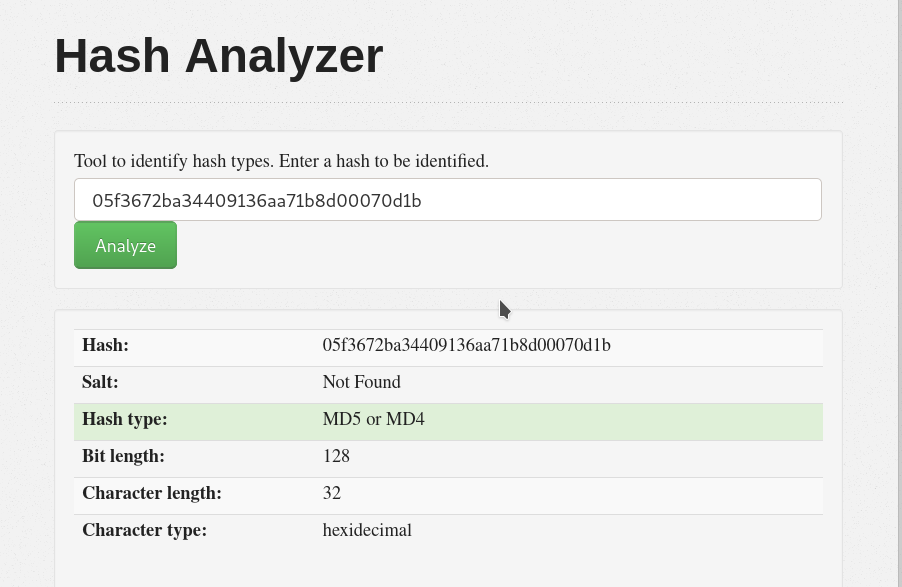 Hash Analyzer
Tool to identify hash types. Enter a hash to be identified.
05f3672ba34409136aa71b8d00070d1b
Analyze
Hash: 05f3672ba34409136aa71b8d00070d1b
Salt: Not Found
Hash type: MD5 or MD4
Bit length: 128
Character length: 32
Character type: hexidecimal